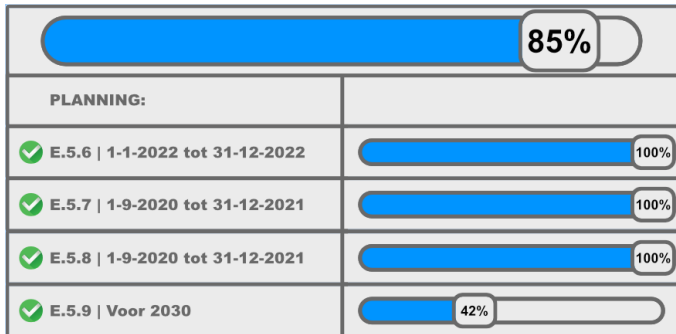 85%
PLANNING:
E.5.6 | 1-1-2022 tot 31-12-2022 100%
E.5.7 | 1-9-2020 tot 31-12-2021 100%
E.5.8 | 1-9-2020 tot 31-12-2021 100%
E.5.9 | Voor 2030 42%